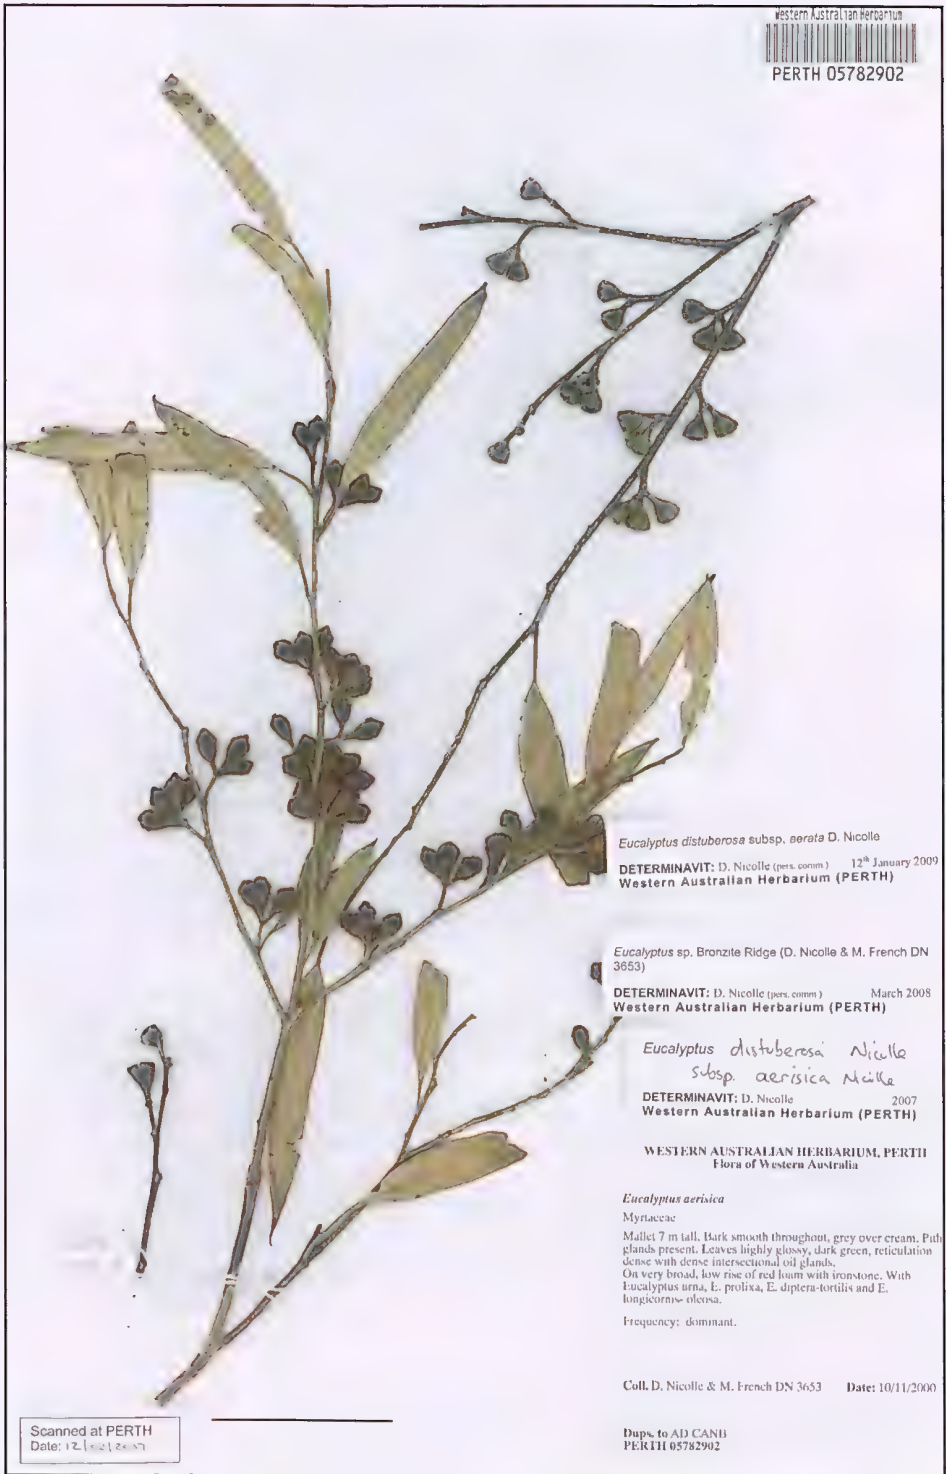 Western Australian Herbarium
PERTH 05782902
Eucalyptus distuberosa subsp. aerata D. Nicolle
DETERMINAVIT: D. Nicolle (pers. comm) 12th January 2009
Western Australian Herbarium (PERTH)
Eucalyptus sp. Bronzite Ridge (D. Nicolle & M. French DN
3653)
DETERMINAVIT: D. Nicolle (pers. comm) March 2008
Western Australian Herbarium (PERTH)
Eucalyptus distuberosa Nicolle
subsp. aerisica Nicolle
DETERMINAVIT: D. Nicolle 2007
Western Australian Herbarium (PERTH)
WESTERN AUSTRALIAN HERBARIUM, PERTH
Flora of Western Australia
Eucalyptus aerisica
Myrtaceae
Mallet 7 m tall. Bark smooth throughout, grey over cream. Pith
glands present. Leaves highly glossy, dark green, reticulation
dense with dense intersectional oil glands.
On very broad, low rise of red loam with ironstone. With
Eucalyptus urna, E. prolixa, E. diptera-tortilis and E.
longicornis- oleosa.
Frequency: dominant.
Coll. D. Nicolle & M. French DN 3653 Date: 10/11/2000
Dups. to AD CANB
PERTH 05782902
Scanned at PERTH
Date: